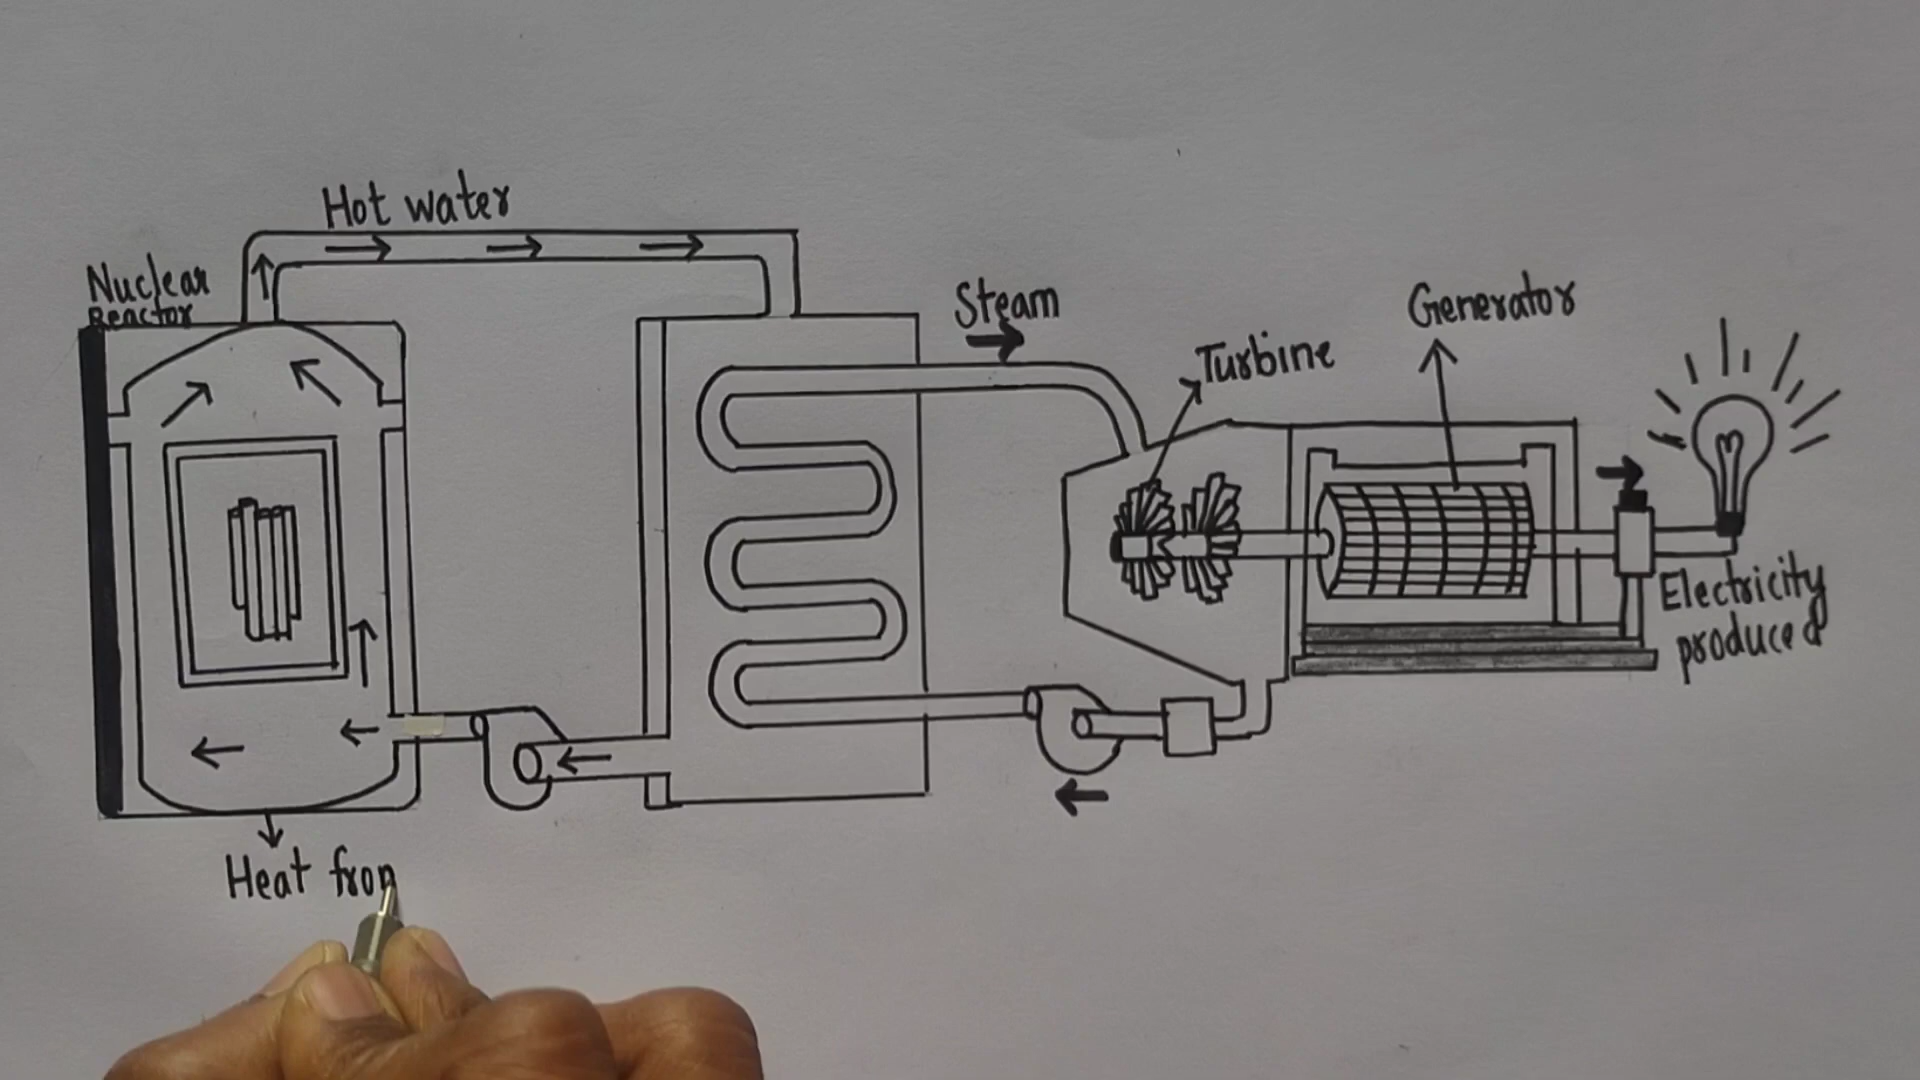 Hot water
Nuclear
Reactor
Steam
Turbine
Generator
Electricity
produced
Heat from